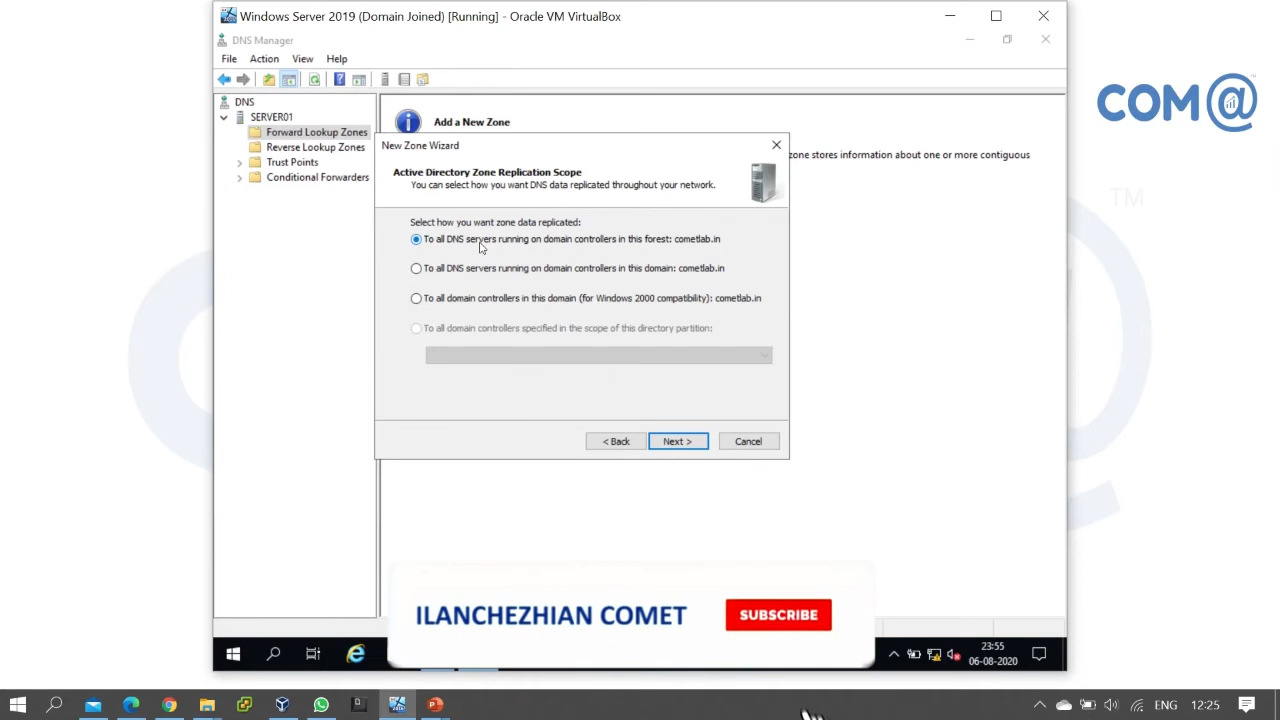 Windows Server 2019 (Domain Joined) [Running] - Oracle VM VirtualBox
DNS Manager
File Action View Help
DNS
SERVER01
Forward Lookup Zones
Reverse Lookup Zones
Trust Points
Conditional Forwarders
Add a New Zone
zone stores information about one or more contiguous
New Zone Wizard
Active Directory Zone Replication Scope
You can select how you want DNS data replicated throughout your network.
Select how you want zone data replicated:
To all DNS servers running on domain controllers in this forest: cometlab.in
To all DNS servers running on domain controllers in this domain: cometlab.in
To all domain controllers in this domain (for Windows 2000 compatibility): cometlab.in
To all domain controllers specified in the scope of this directory partition:
< Back Next > Cancel
COM@
TM
ILANCHEZHIAN COMET
SUBSCRIBE
23:55
06-08-2020
ENG 12:25